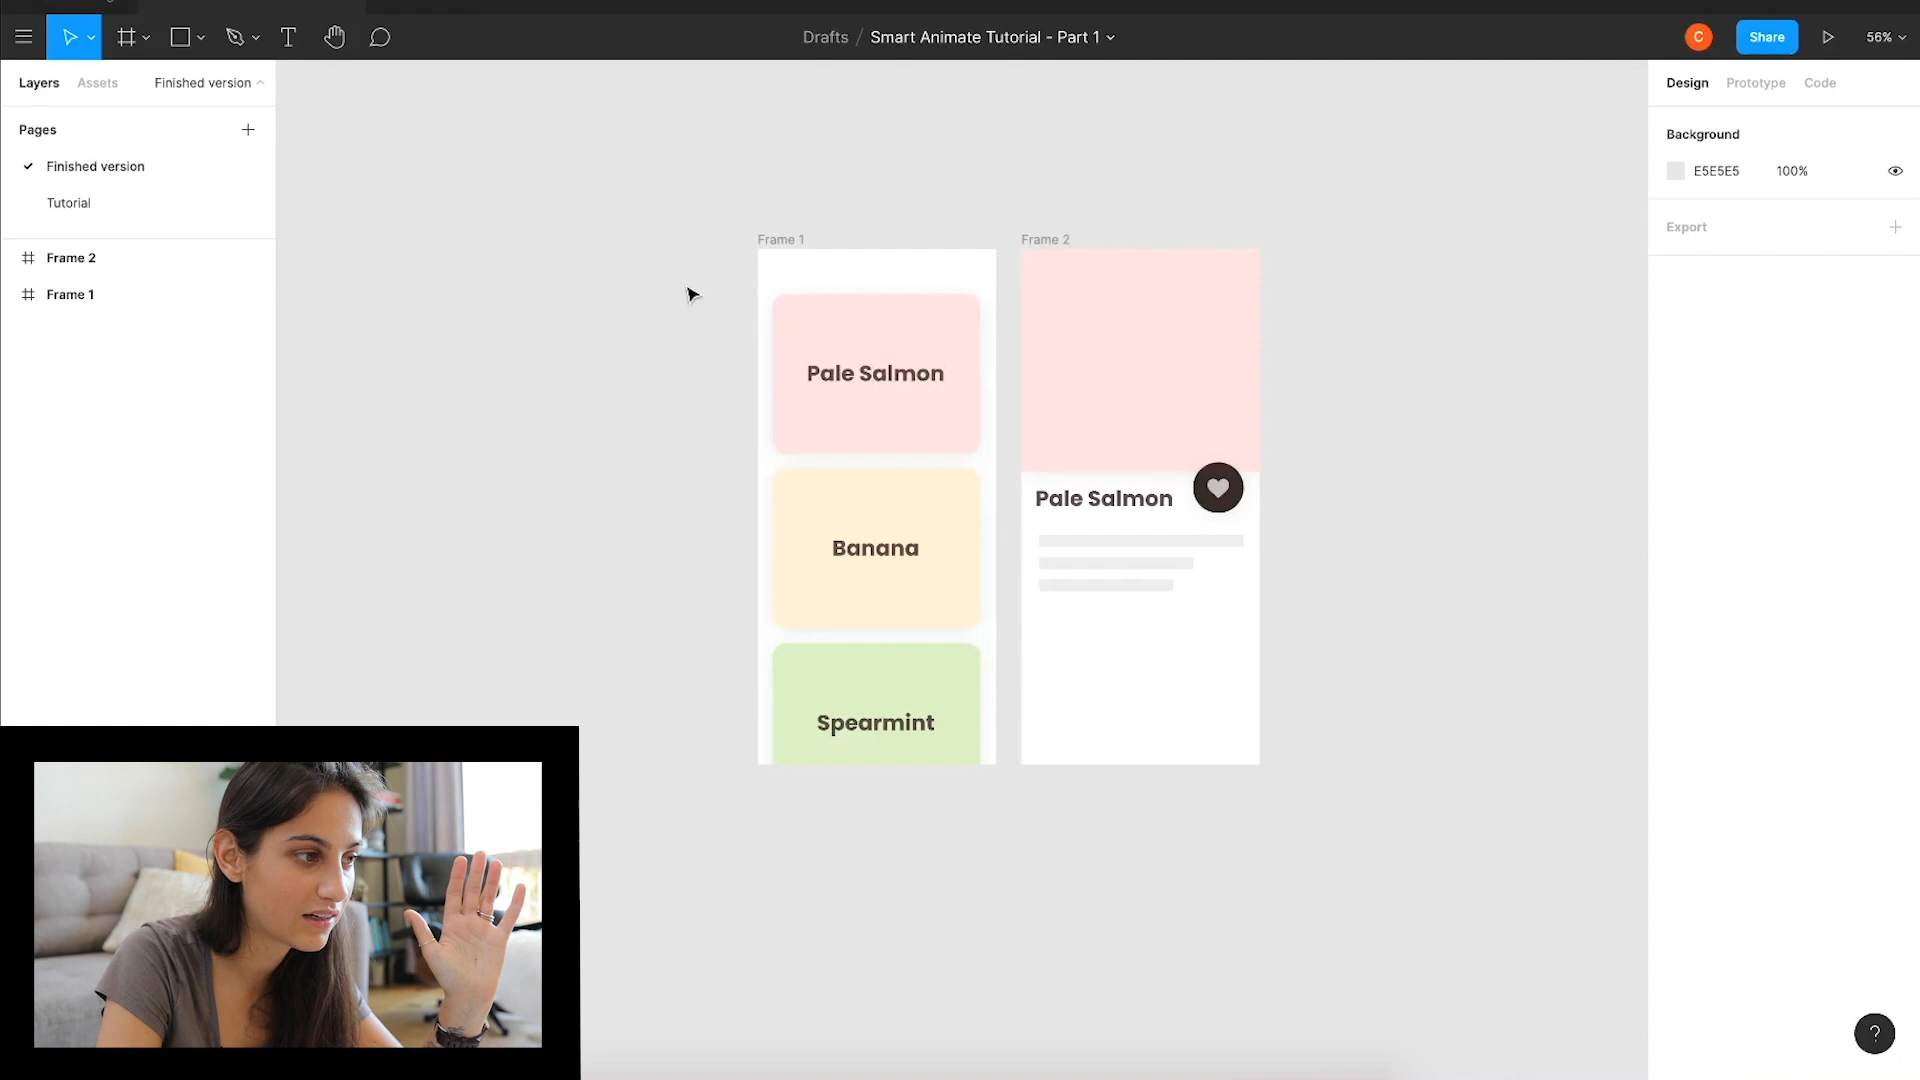 Drafts / Smart Animate Tutorial - Part 1
C
Share
56%
Layers
Assets
Finished version
Pages
Finished version
Tutorial
Frame 2
Frame 1
Frame 1
Pale Salmon
Banana
Spearmint
Frame 2
Pale Salmon
Design
Prototype
Code
Background
E5E5E5
100%
Export
?